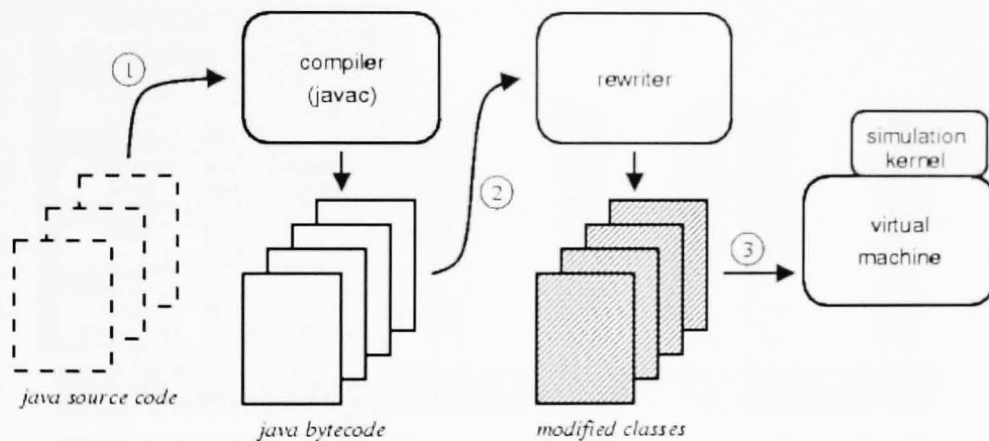 1
compiler
(javac)
rewriter
simulation
kernel
2
virtual
machine
3
java source code
java bytecode
modified classes